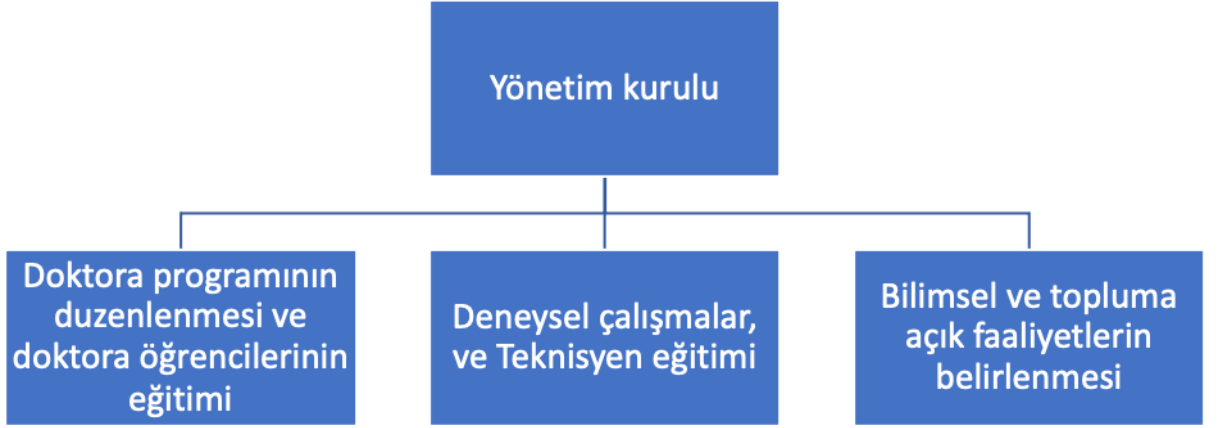 Yönetim kurulu
Doktora programının
duzenlenmesi ve
doktora öğrencilerinin
eğitimi
Deneysel çalışmalar,
ve Teknisyen eğitimi
Bilimsel ve topluma
açık faaliyetlerin
belirlenmesi